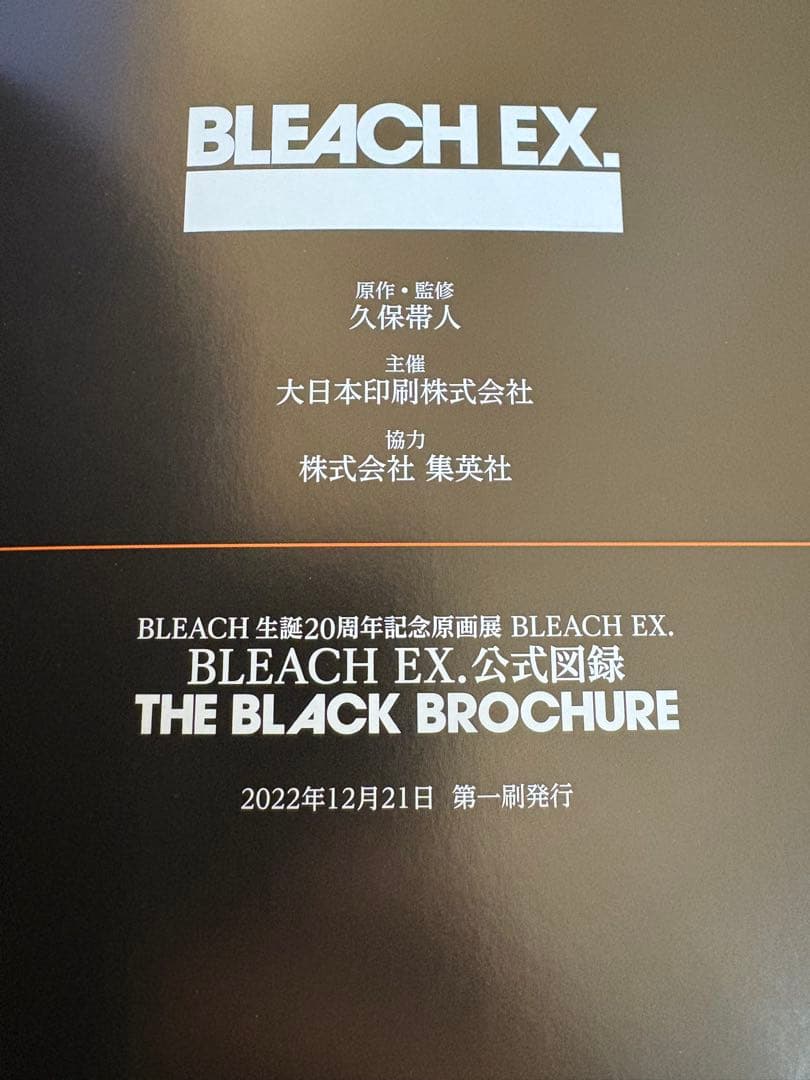 BLEACH EX.
原作・監修
久保帯人
主催
大日本印刷株式会社
協力
株式会社 集英社
BLEACH 生誕20周年記念原画展 BLEACH EX.
BLEACH EX.公式図録
THE BLACK BROCHURE
2022年12月21日 第一刷発行